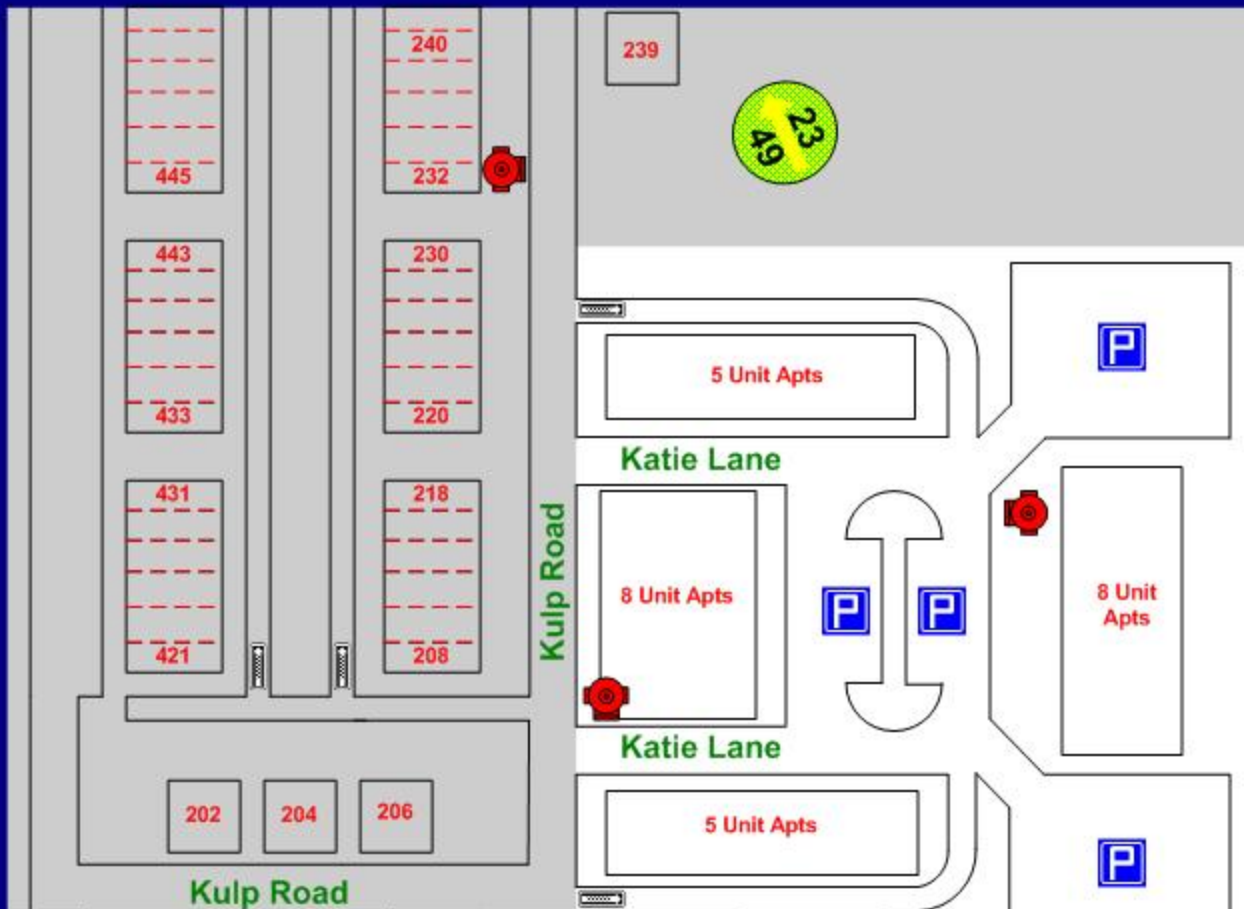 240
239
23
49
445
232
443
230
P
5 Unit Apts
433
220
Katie Lane
431
218
Kulp Road
8 Unit Apts
P
P
8 Unit
Apts
421
208
Katie Lane
202
204
206
5 Unit Apts
P
Kulp Road